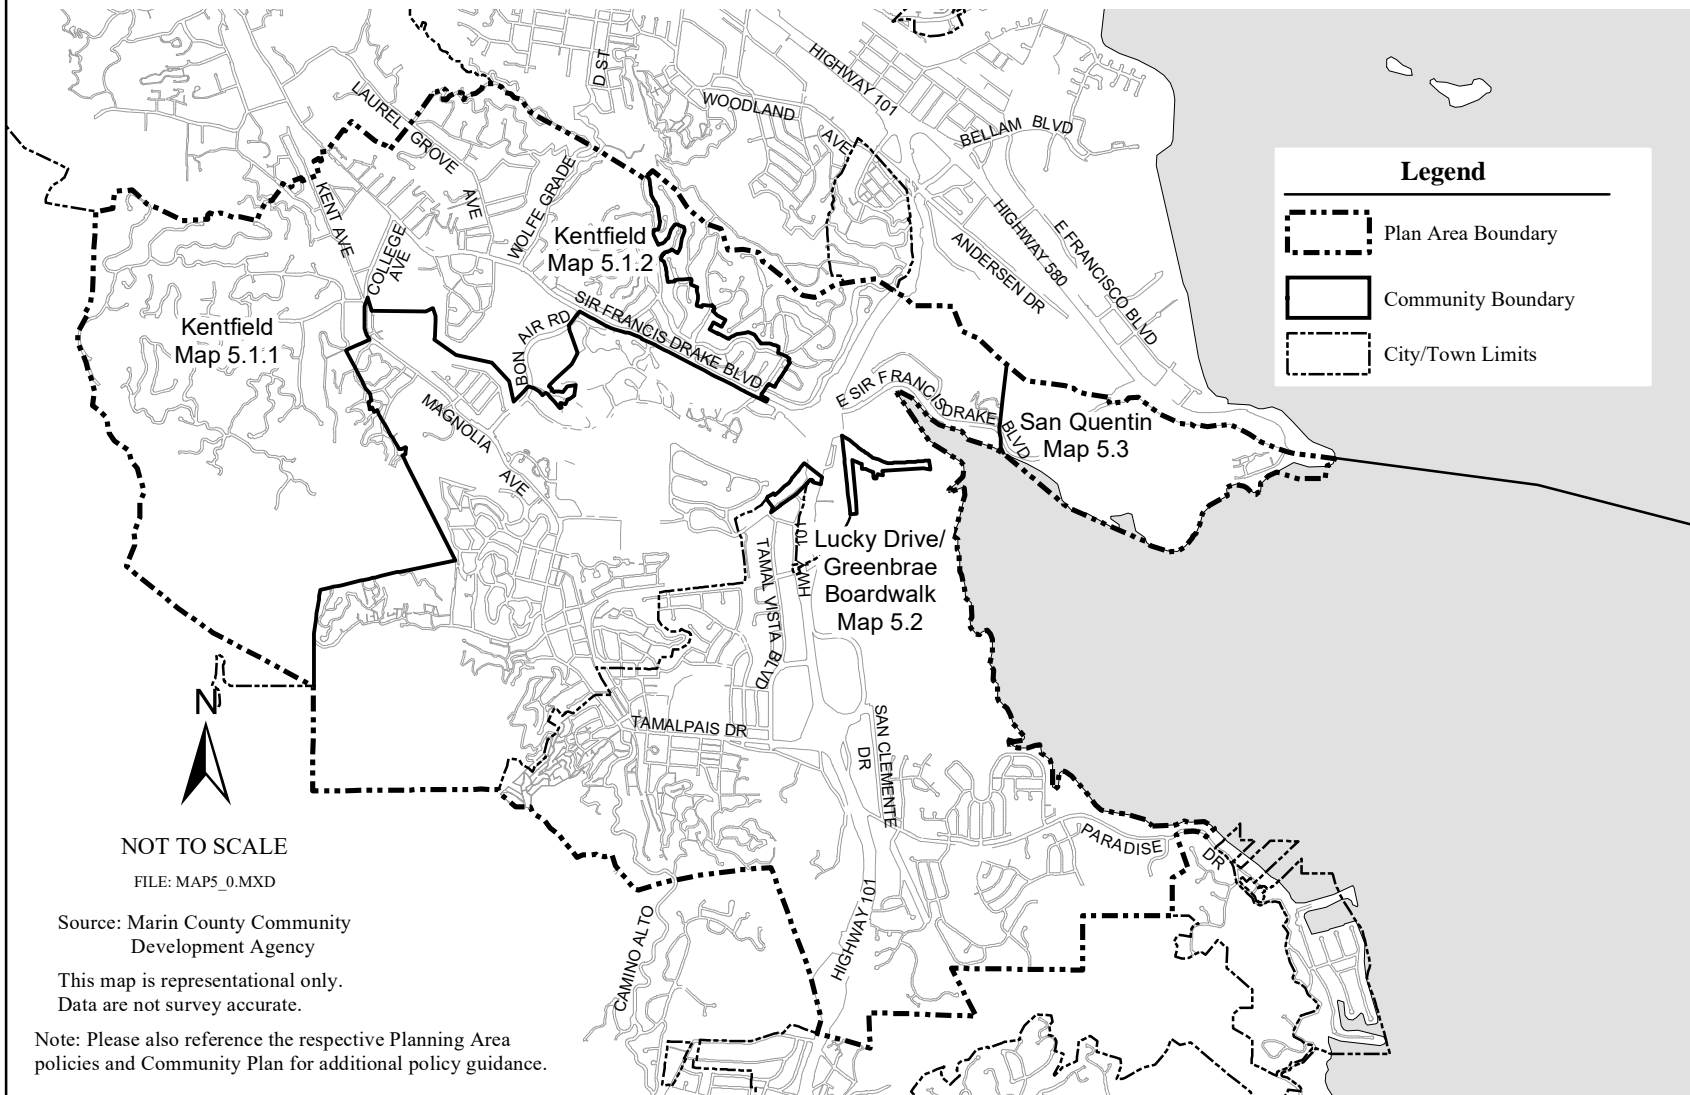 HIGHWAY 101
D ST
LAUREL GROVE AVE
WOODLAND AVE
BELLAM BLVD
Legend
Plan Area Boundary
Community Boundary
City/Town Limits
KENT AVE
WOLFE GRADE
COLLEGE AVE
Kentfield
Map 5.1.2
HIGHWAY 580
E FRANCISCO BLVD
ANDERSEN DR
Kentfield
Map 5.1.1
SIR FRANCIS DRAKE BLVD
BON AIR RD
E SIR FRANCIS DRAKE BLVD
MAGNOLIA AVE
San Quentin
Map 5.3
HWY 101
Lucky Drive/
Greenbrae
Boardwalk
Map 5.2
TAMAL VISTA BLVD
N
TAMALPAIS DR
SAN CLEMENTE DR
PARADISE DR
HIGHWAY 101
CAMINO ALTO
NOT TO SCALE
FILE: MAP5_0.MXD
Source: Marin County Community
Development Agency
This map is representational only.
Data are not survey accurate.
Note: Please also reference the respective Planning Area
policies and Community Plan for additional policy guidance.